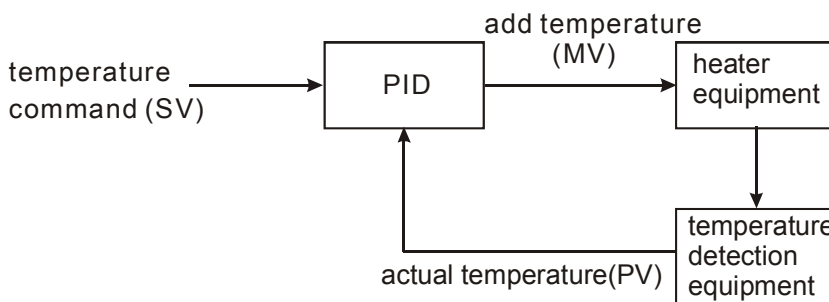 temperature
command (SV)
PID
add temperature
(MV)
heater
equipment
temperature
detection
equipment
actual temperature(PV)